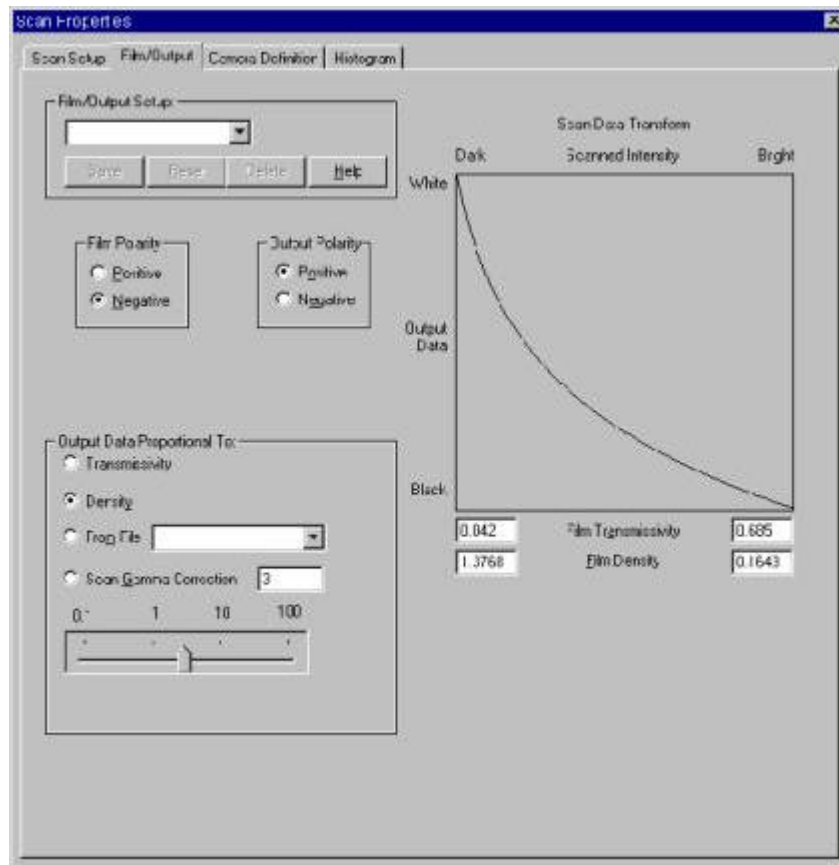 Scan Properties
Scan Setup Film/Output Camera Definition Histogram
Film/Output Setup:
Save Reset Delete Help
Film Polarity
Positive
Negative
Output Polarity
Positive
Negative
Output Data Proportional To:
Transmissivity
Density
From File
Scan Gamma Correction 3
0.1 1 10 100
Scan Data Transform
Dark Scanned Intensity Bright
White
Output
Data
Black
0.042 Film Transmissivity 0.685
1.3768 Film Density 0.1643